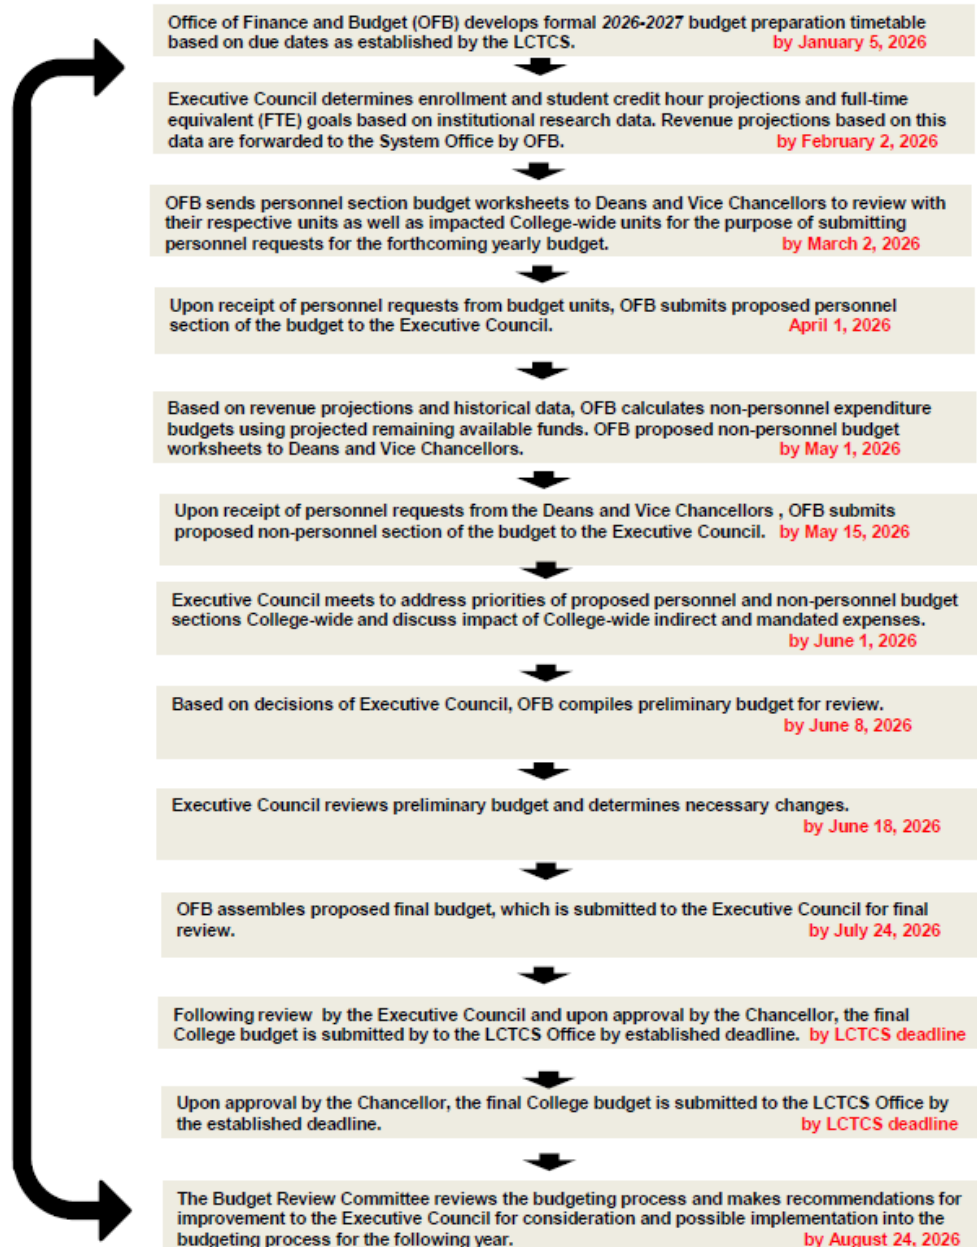 Office of Finance and Budget (OFB) develops formal 2026-2027 budget preparation timetable
based on due dates as established by the LCTCS. by January 5, 2026
Executive Council determines enrollment and student credit hour projections and full-time
equivalent (FTE) goals based on institutional research data. Revenue projections based on this
data are forwarded to the System Office by OFB. by February 2, 2026
OFB sends personnel section budget worksheets to Deans and Vice Chancellors to review with
their respective units as well as impacted College-wide units for the purpose of submitting
personnel requests for the forthcoming yearly budget. by March 2, 2026
Upon receipt of personnel requests from budget units, OFB submits proposed personnel
section of the budget to the Executive Council. April 1, 2026
Based on revenue projections and historical data, OFB calculates non-personnel expenditure
budgets using projected remaining available funds. OFB proposed non-personnel budget
worksheets to Deans and Vice Chancellors. by May 1, 2026
Upon receipt of personnel requests from the Deans and Vice Chancellors , OFB submits
proposed non-personnel section of the budget to the Executive Council. by May 15, 2026
Executive Council meets to address priorities of proposed personnel and non-personnel budget
sections College-wide and discuss impact of College-wide indirect and mandated expenses.
by June 1, 2026
Based on decisions of Executive Council, OFB compiles preliminary budget for review.
by June 8, 2026
Executive Council reviews preliminary budget and determines necessary changes.
by June 18, 2026
OFB assembles proposed final budget, which is submitted to the Executive Council for final
review. by July 24, 2026
Following review by the Executive Council and upon approval by the Chancellor, the final
College budget is submitted by to the LCTCS Office by established deadline. by LCTCS deadline
Upon approval by the Chancellor, the final College budget is submitted to the LCTCS Office by
the established deadline. by LCTCS deadline
The Budget Review Committee reviews the budgeting process and makes recommendations for
improvement to the Executive Council for consideration and possible implementation into the
budgeting process for the following year. by August 24, 2026